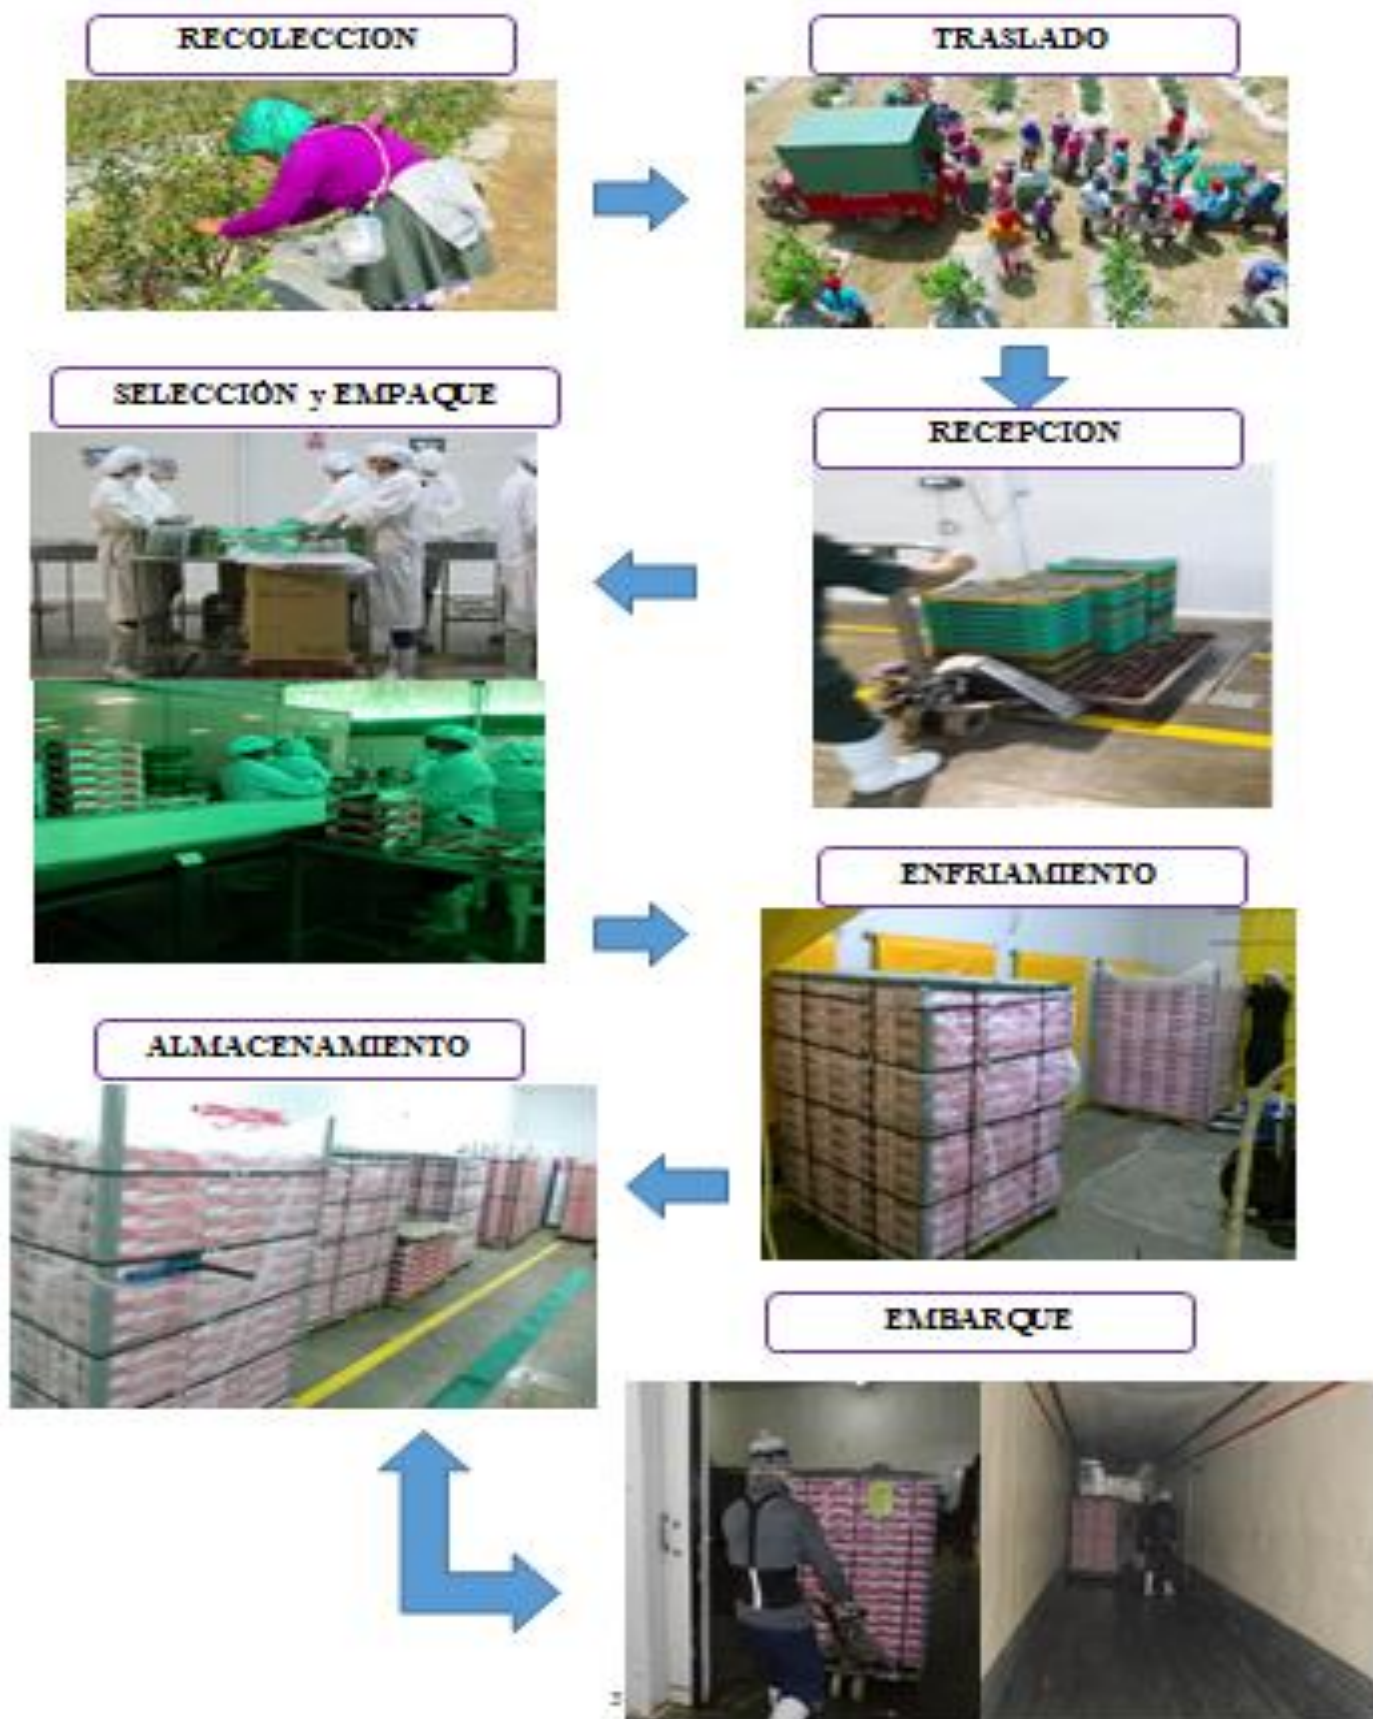 RECOLECCION
TRASLADO
SELECCIÓN y EMPAQUE
RECEPCION
ENFRIAMIENTO
ALMACENAMIENTO
EMBARQUE